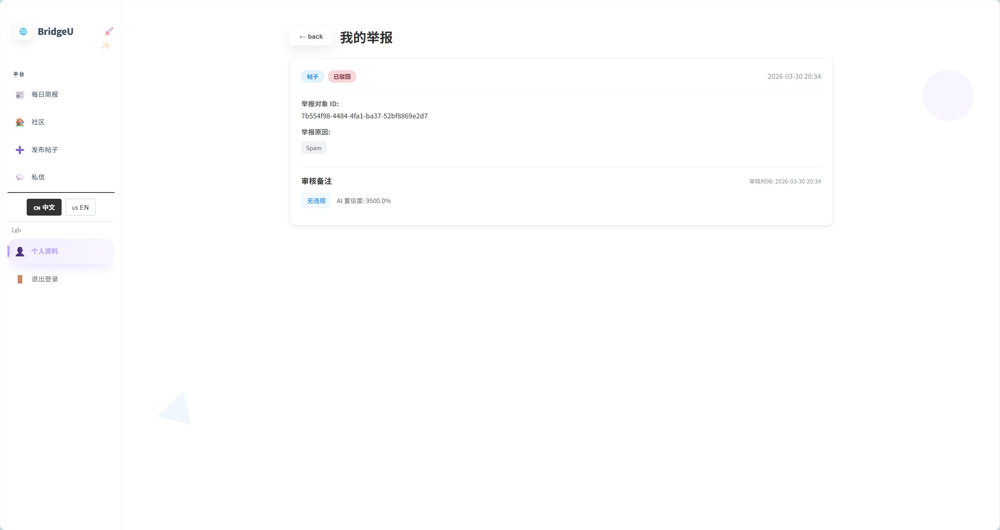 BridgeU
平台
每日简报
社区
发布帖子
私信
CN 中文
us EN
lgh
个人资料
退出登录
← back
我的举报
帖子
已驳回
2026-03-30 20:34
举报对象 ID:
7b554f98-4484-4fa1-ba37-52bf8869e2d7
举报原因:
Spam
审核备注
审核时间: 2026-03-30 20:34
无违规
AI 置信度: 9500.0%